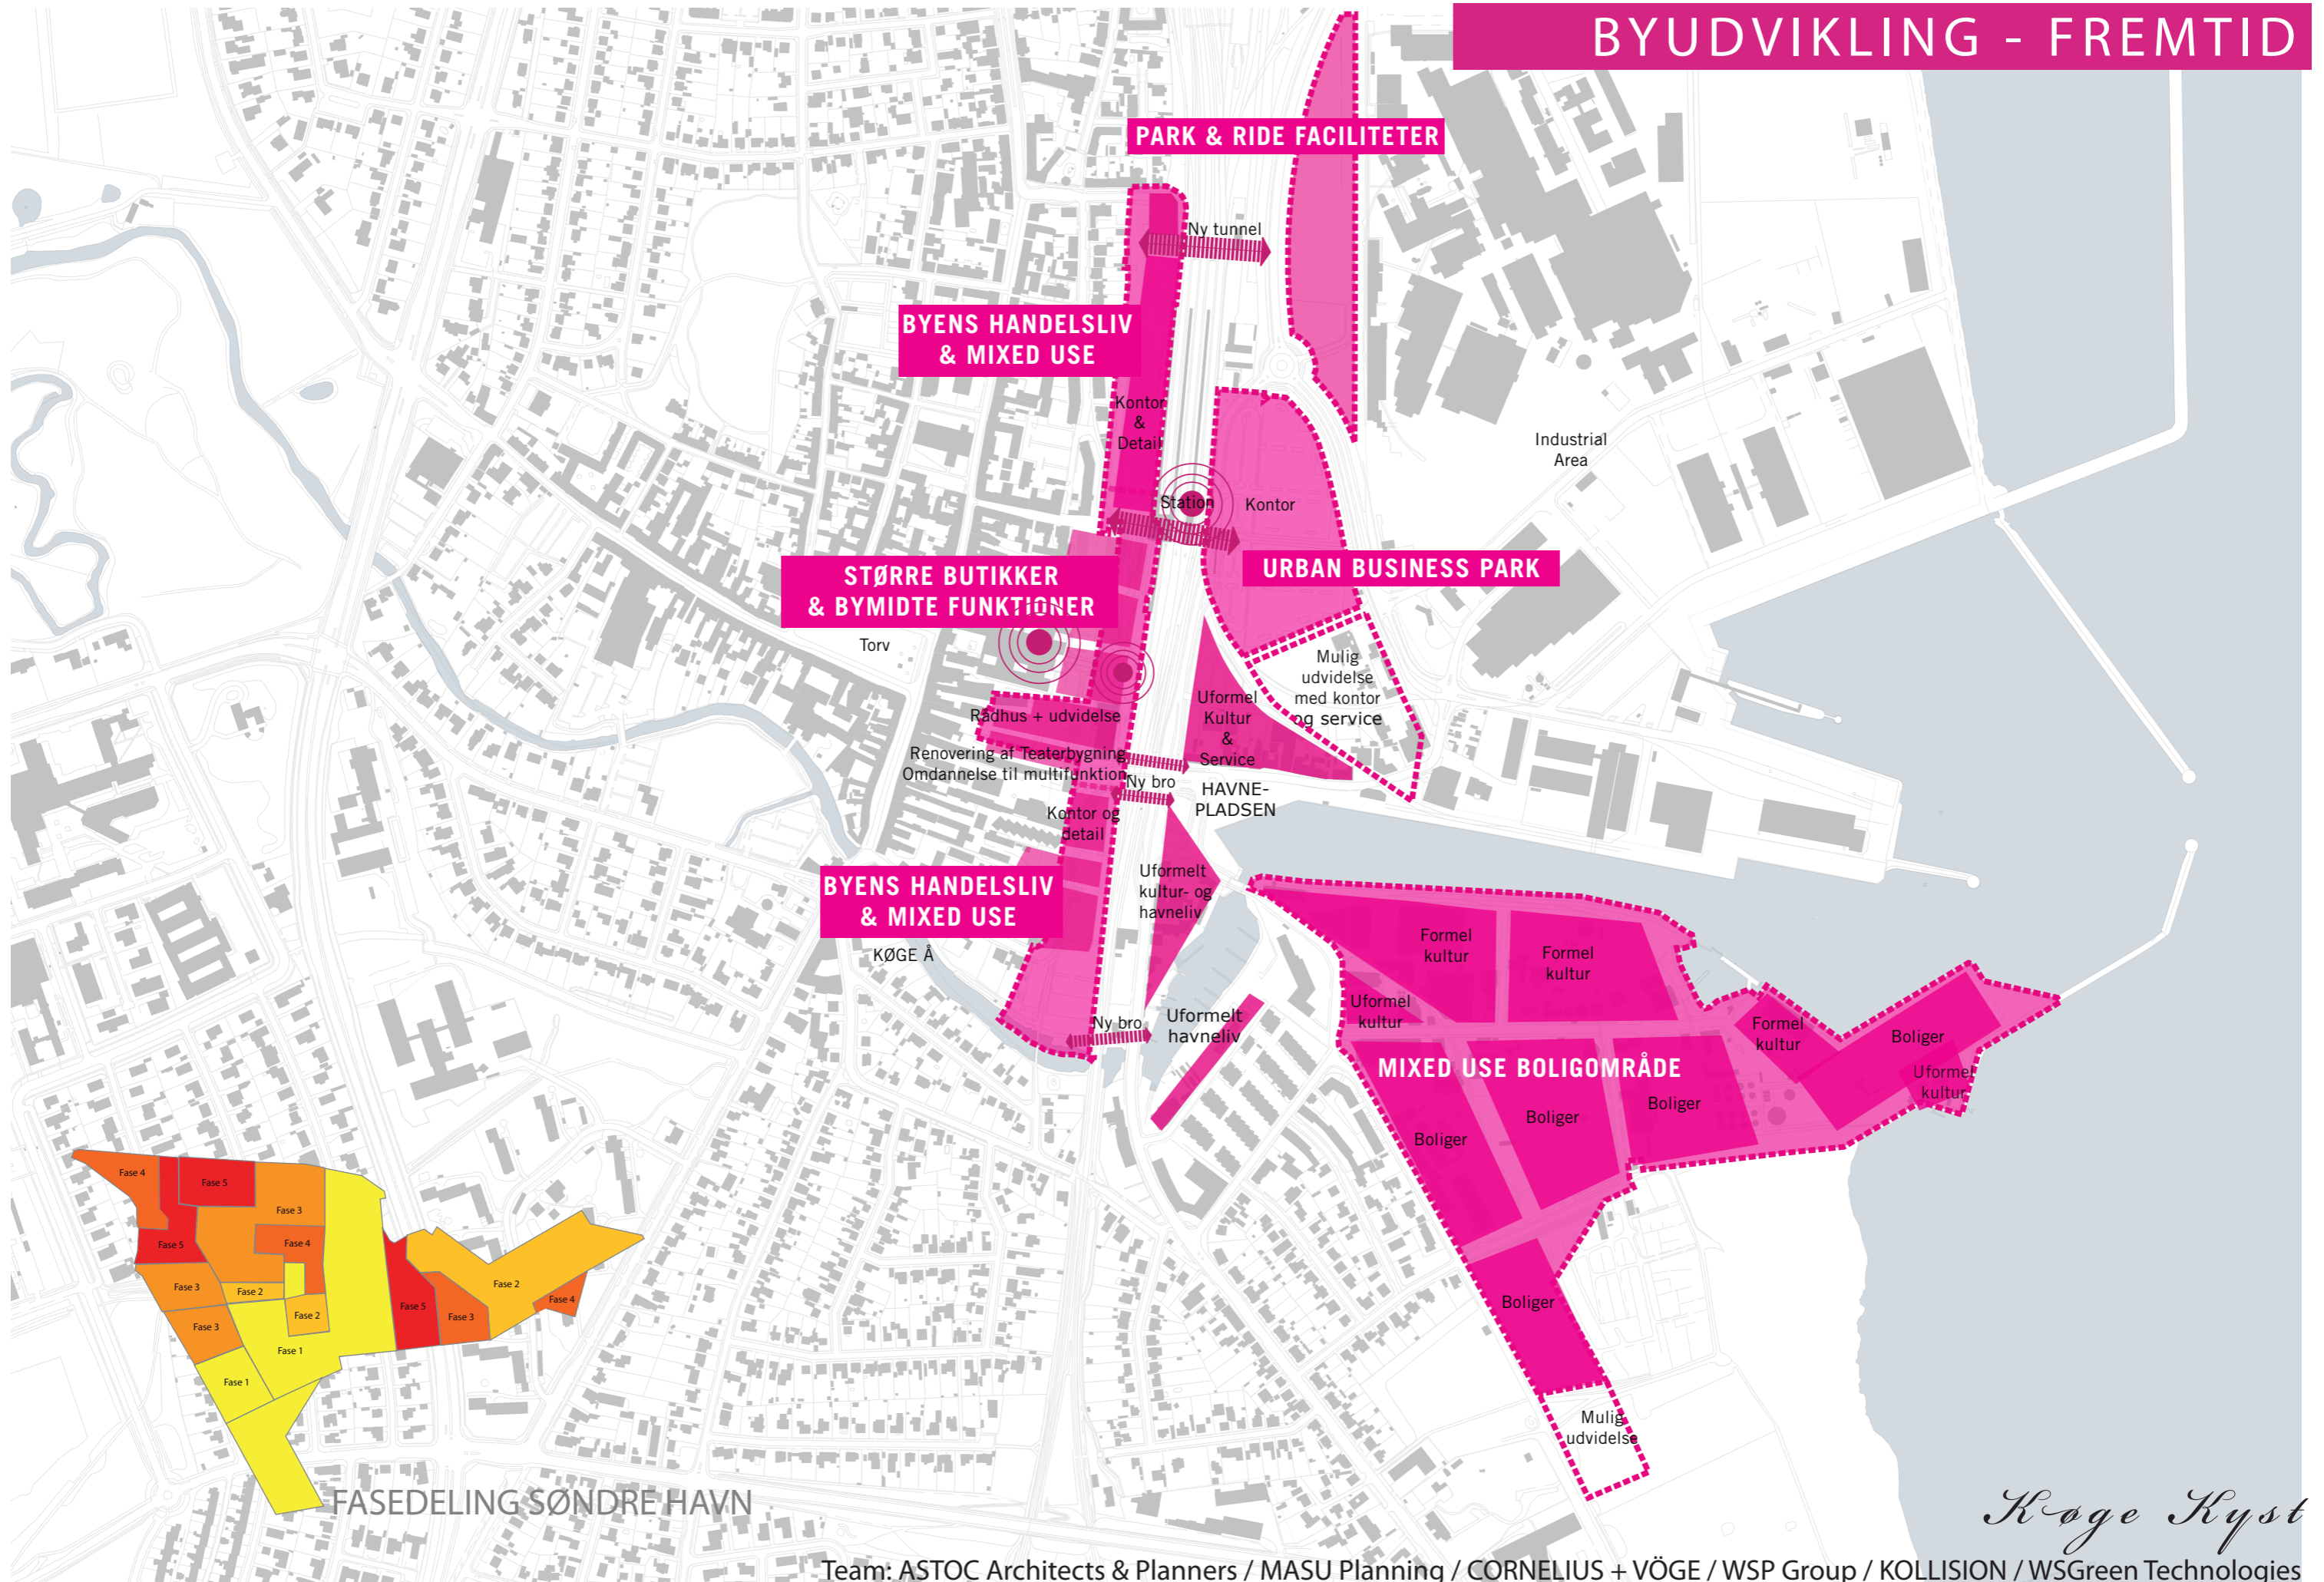 BYUDVIKLING - FREMTID
PARK & RIDE FACILITETER
Ny tunnel
BYENS HANDELSLIV
& MIXED USE
Kontor
&
Detail
Industrial
Area
Station
Kontor
STØRRE BUTIKKER
& BYMIDTE FUNKTIONER
URBAN BUSINESS PARK
Torv
Mulig
udvidelse
med kontor
og service
Uformel
Kultur
&
Service
Rådhus + udvidelse
Renovering af Teaterbygning
Omdannelse til multifunktion
Ny bro
HAVNE-
PLADSEN
Kontor og
detail
BYENS HANDELSLIV
& MIXED USE
Uformelt
kultur- og
havneliv
KØGE Å
Formel
kultur
Formel
kultur
Uformel
kultur
Ny bro
Uformelt
havneliv
Formel
kultur
Boliger
Uformel
kultur
MIXED USE BOLIGOMRÅDE
Boliger
Boliger
Boliger
Boliger
Mulig
udvidelse
Fase 4
Fase 5
Fase 3
Fase 5
Fase 4
Fase 3
Fase 2
Fase 2
Fase 3
Fase 1
Fase 1
Fase 5
Fase 3
Fase 2
Fase 4
FASEDELING SØNDRE HAVN
Køge Kyst
Team: ASTOC Architects & Planners / MASU Planning / CORNELIUS + VÖGE / WSP Group / KOLLISION / WSGreen Technologies